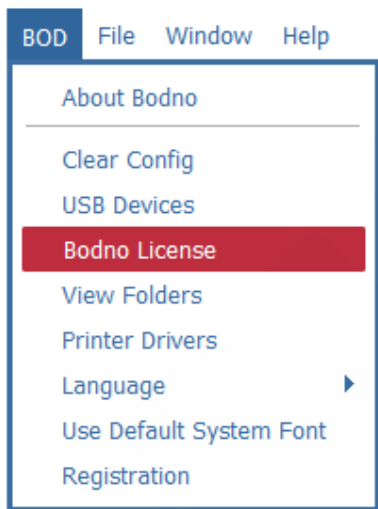 BOD File Window Help
About Bodno
Clear Config
USB Devices
Bodno License
View Folders
Printer Drivers
Language
Use Default System Font
Registration